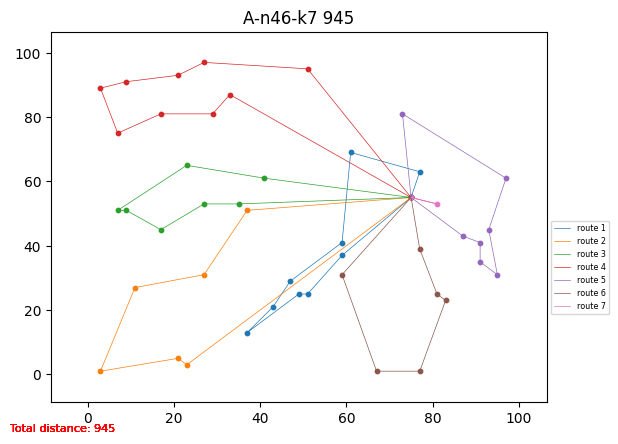 A-n46-k7 945
100
80
60
40
20
0
0 20 40 60 80 100
route 1
route 2
route 3
route 4
route 5
route 6
route 7
Total distance: 945